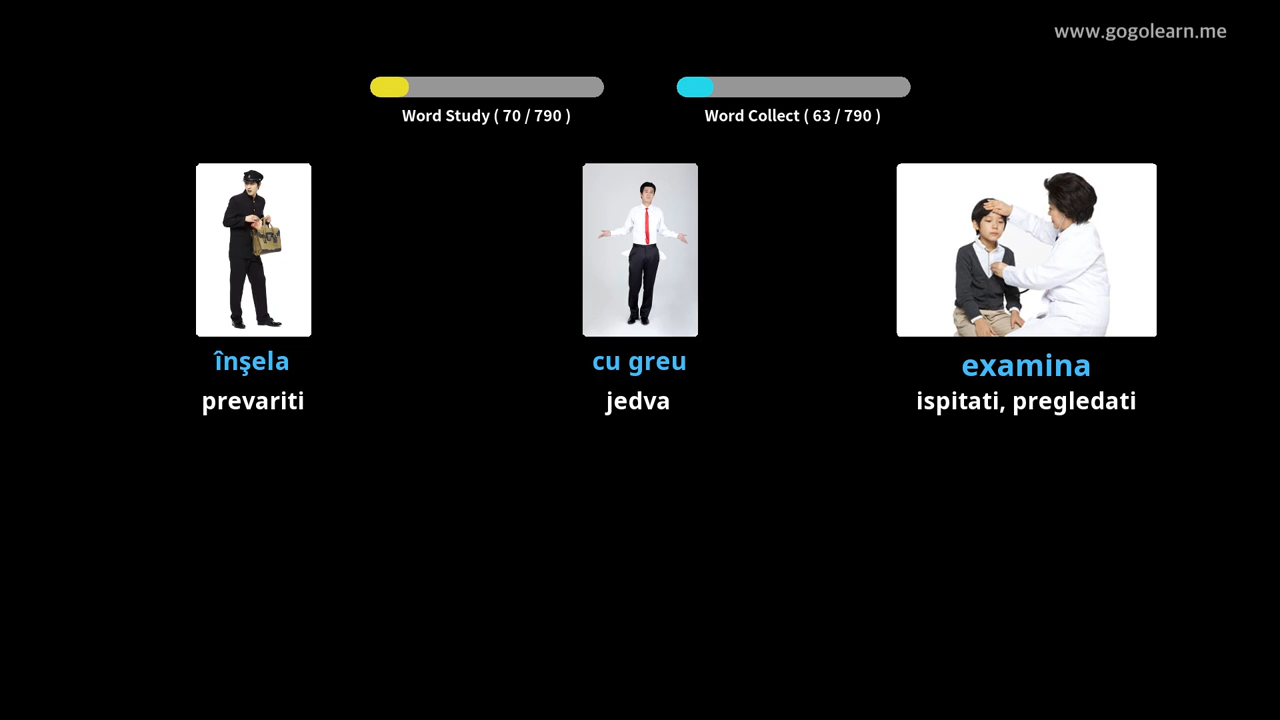 www.gogolearn.me
Word Study ( 70 / 790 )
Word Collect ( 63 / 790 )
înşela
prevariti
cu greu
jedva
examina
ispitati, pregledati